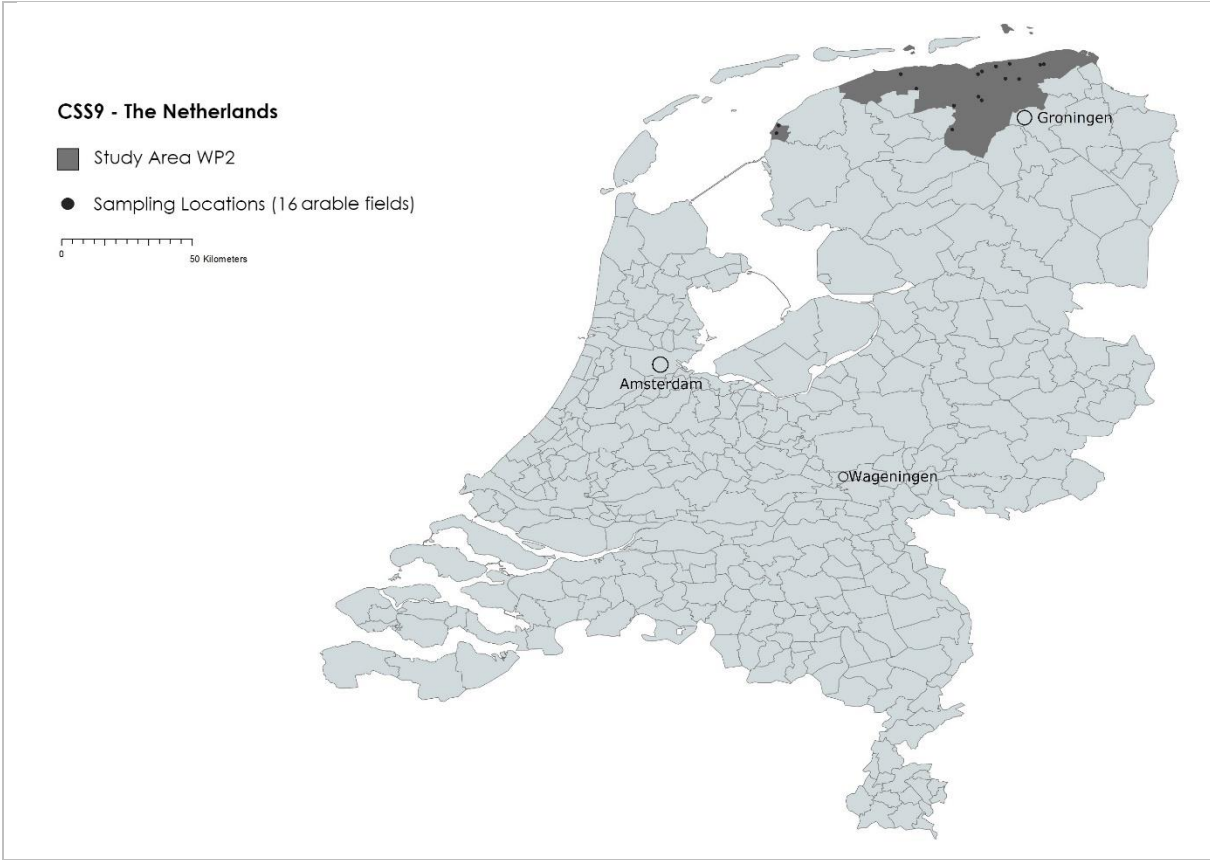 CSS9 - The Netherlands
Study Area WP2
Sampling Locations (16 arable fields)
0
50 Kilometers
Groningen
Amsterdam
Wageningen